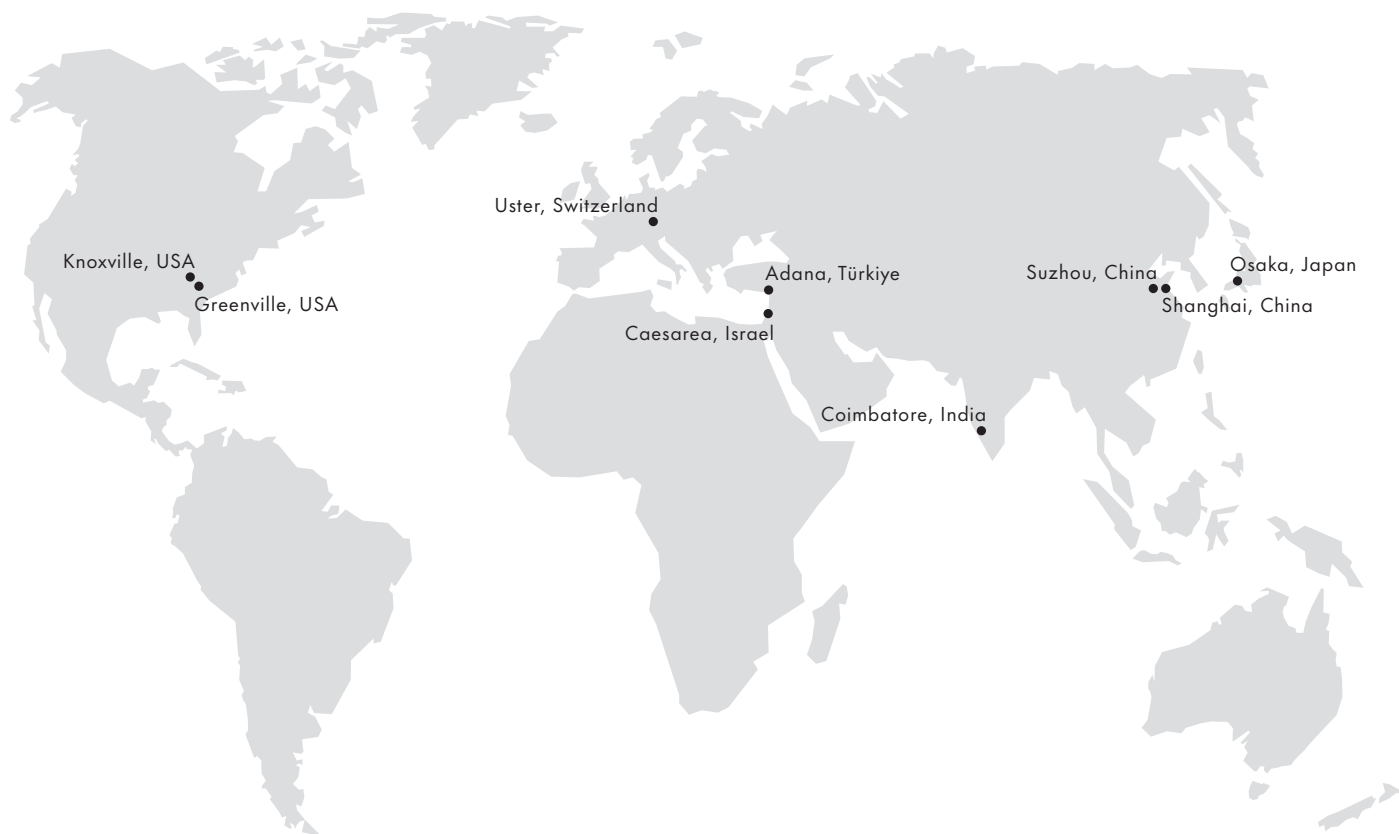 Uster, Switzerland
Knoxville, USA
Greenville, USA
Adana, Türkiye
Caesarea, Israel
Suzhou, China
Osaka, Japan
Shanghai, China
Coimbatore, India